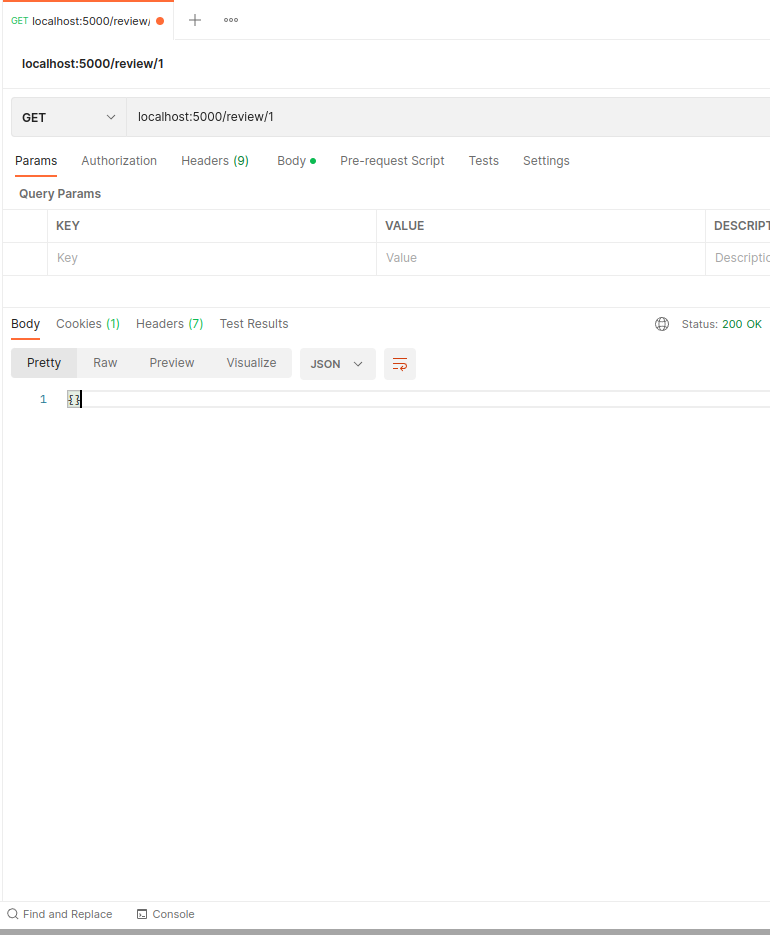 GET localhost:5000/review/
localhost:5000/review/1
GET localhost:5000/review/1
Params Authorization Headers (9) Body Pre-request Script Tests Settings
Query Params
KEY VALUE DESCRIPT
Key Value Descriptio
Body Cookies (1) Headers (7) Test Results Status: 200 OK
Pretty Raw Preview Visualize JSON
1 {}
Find and Replace Console